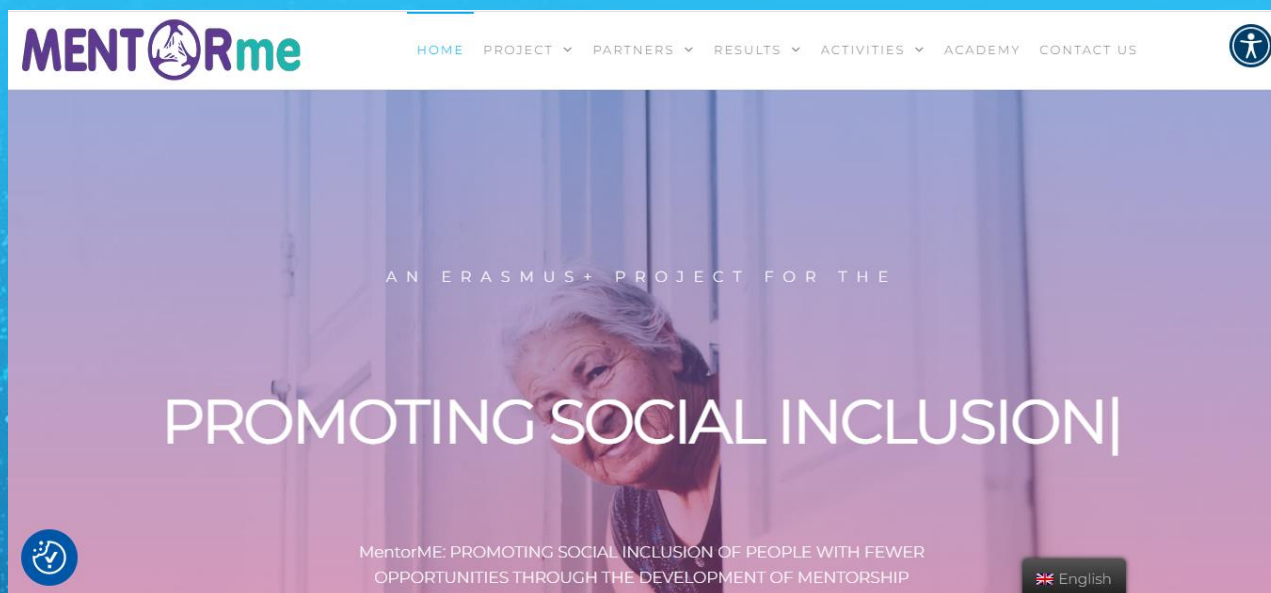 MENTORme
HOME PROJECT PARTNERS RESULTS ACTIVITIES ACADEMY CONTACT US
AN ERASMUS+ PROJECT FOR THE
PROMOTING SOCIAL INCLUSION|
MentorME: PROMOTING SOCIAL INCLUSION OF PEOPLE WITH FEWER
OPPORTUNITIES THROUGH THE DEVELOPMENT OF MENTORSHIP
English